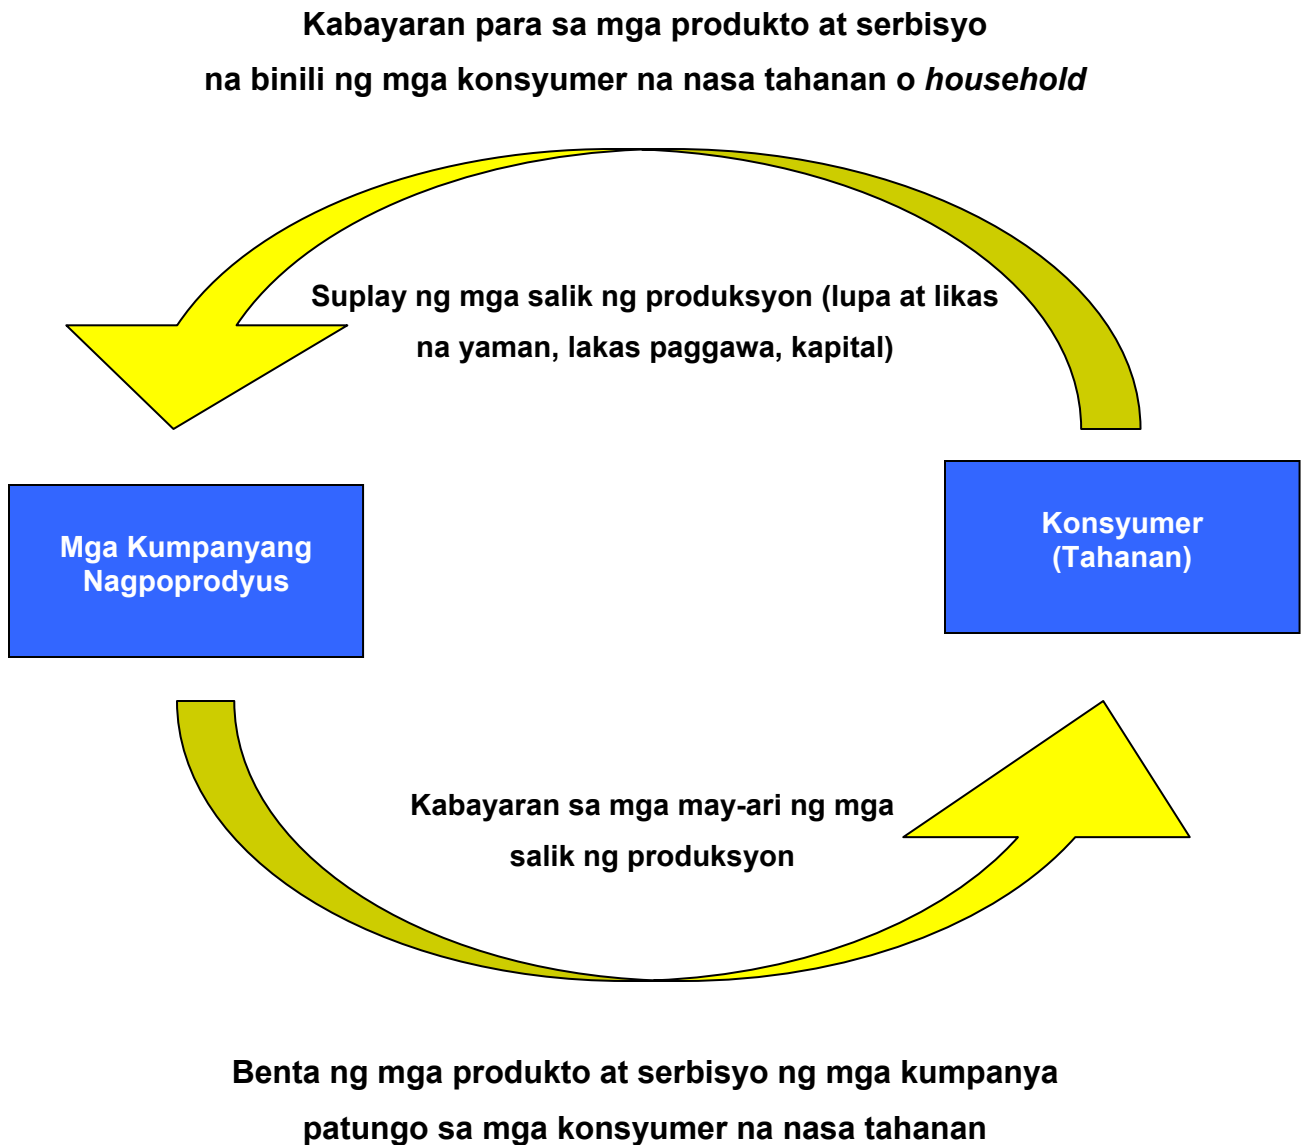 Kabayaran para sa mga produkto at serbisyo
na binili ng mga konsyumer na nasa tahanan o household
Suplay ng mga salik ng produksyon (lupa at likas
na yaman, lakas paggawa, kapital)
Mga Kumpanyang
Nagpoprodyus
Konsyumer
(Tahanan)
Kabayaran sa mga may-ari ng mga
salik ng produksyon
Benta ng mga produkto at serbisyo ng mga kumpanya
patungo sa mga konsyumer na nasa tahanan